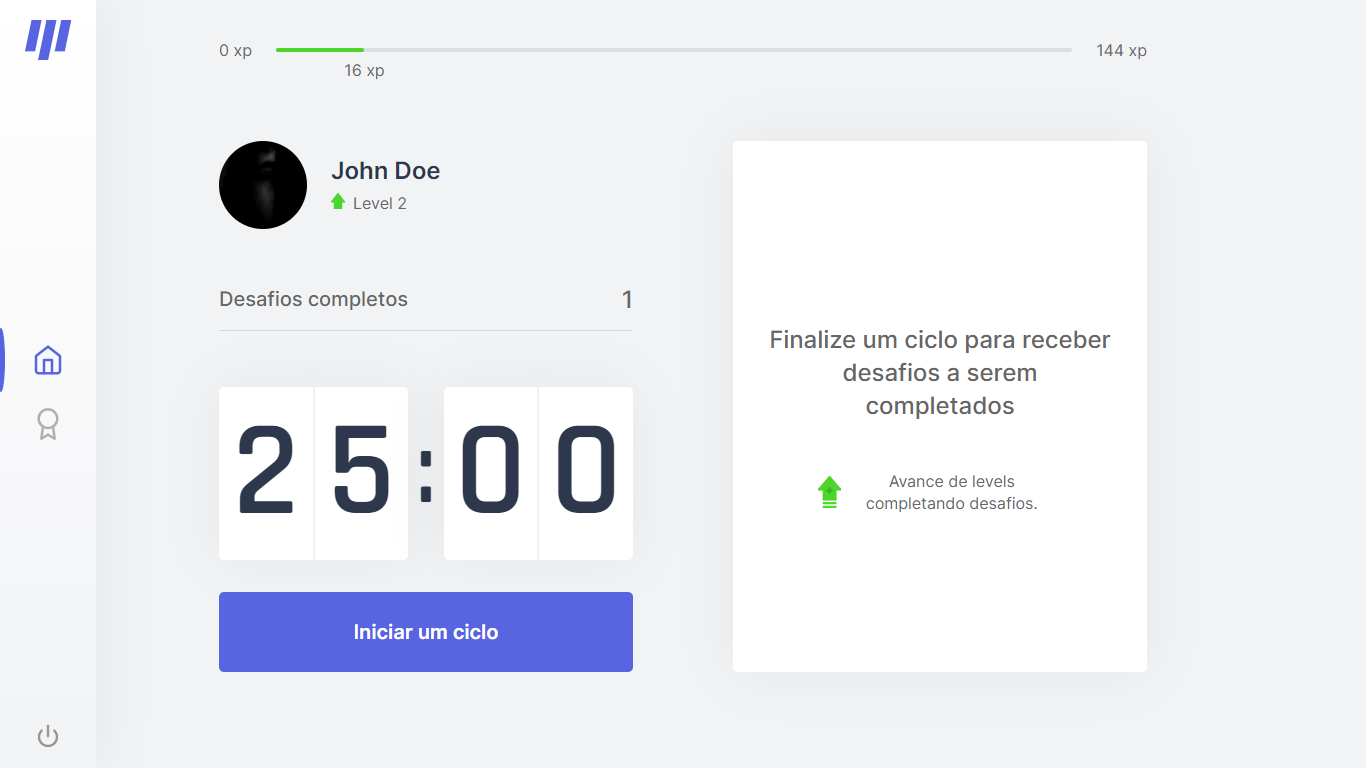 0 xp
144 xp
16 xp
John Doe
Level 2
Desafios completos 1
25:00
Iniciar um ciclo
Finalize um ciclo para receber
desafios a serem
completados
Avance de levels
completando desafios.